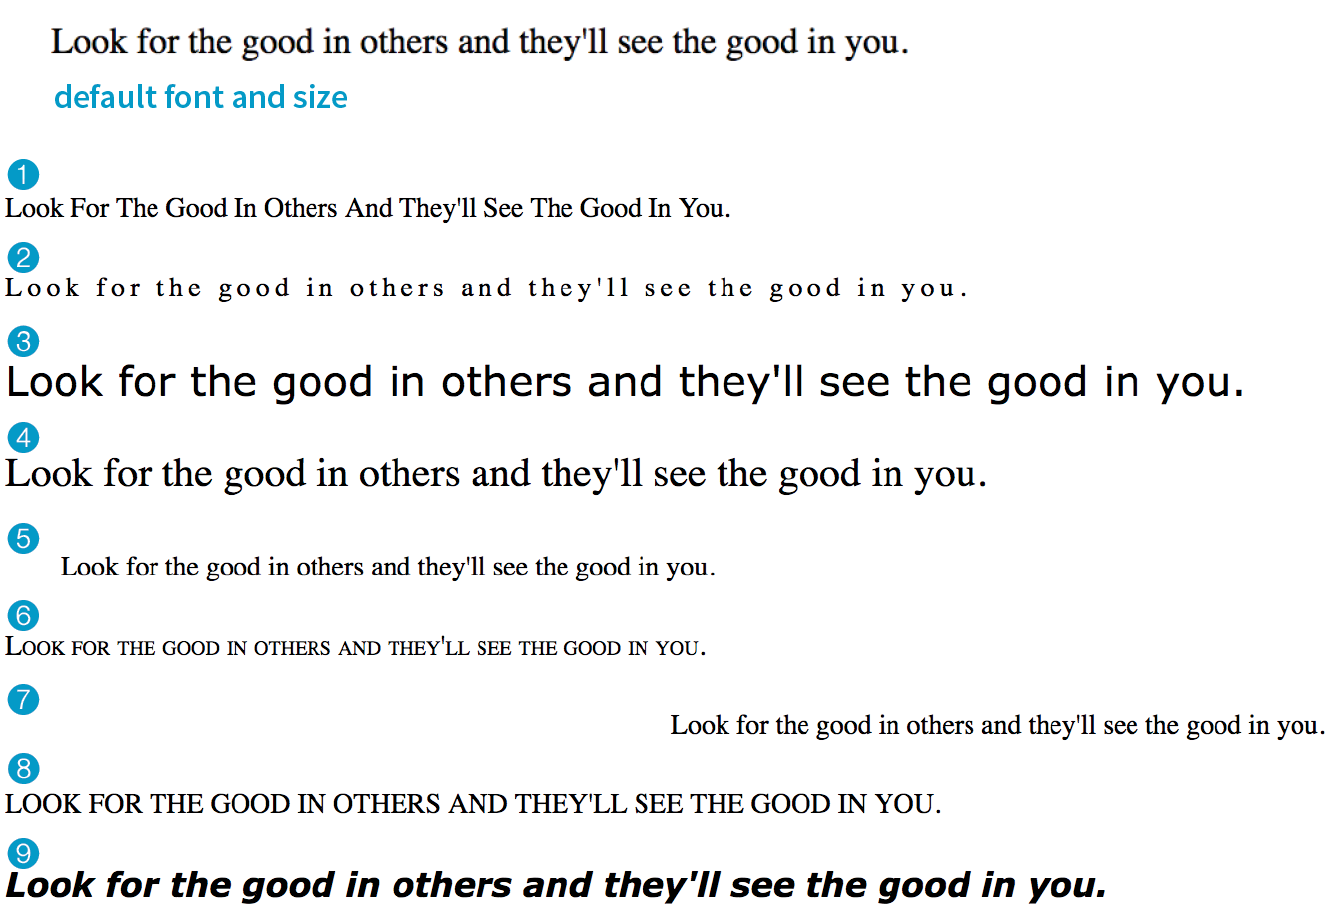 Look for the good in others and they'll see the good in you.
default font and size
1
Look For The Good In Others And They'll See The Good In You.
2
Look for the good in others and they'll see the good in you.
3
Look for the good in others and they'll see the good in you.
4
Look for the good in others and they'll see the good in you.
5
Look for the good in others and they'll see the good in you.
6
Look for the good in others and they'll see the good in you.
7
Look for the good in others and they'll see the good in you.
8
LOOK FOR THE GOOD IN OTHERS AND THEY'LL SEE THE GOOD IN YOU.
9
Look for the good in others and they'll see the good in you.